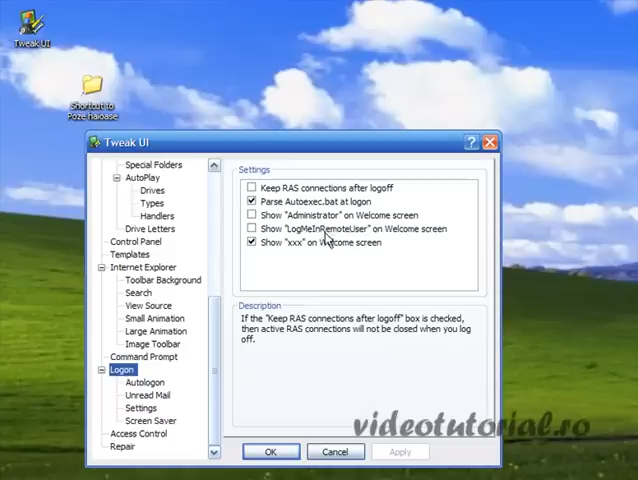 Tweak UI
Shortcut to
Poze haioase
Tweak UI
Special Folders
AutoPlay
Drives
Types
Handlers
Drive Letters
Control Panel
Templates
Internet Explorer
Toolbar Background
Search
View Source
Small Animation
Large Animation
Image Toolbar
Command Prompt
Logon
Autologon
Unread Mail
Settings
Screen Saver
Access Control
Repair
Settings
Keep RAS connections after logoff
Parse Autoexec.bat at logon
Show "Administrator" on Welcome screen
Show "LogMeInRemoteUser" on Welcome screen
Show "xxx" on Welcome screen
Description
If the "Keep RAS connections after logoff" box is checked,
then active RAS connections will not be closed when you log
off.
videotutorial.ro
OK
Cancel
Apply